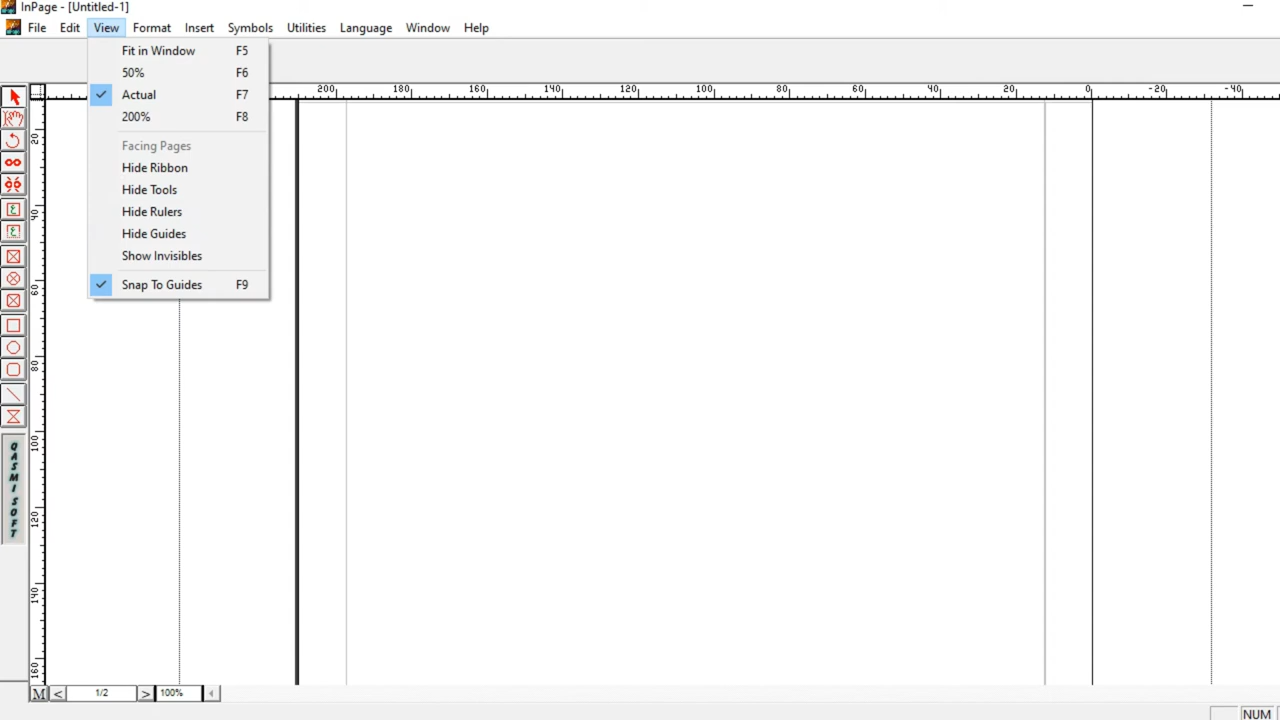 InPage - [Untitled-1]
File Edit View Format Insert Symbols Utilities Language Window Help
Fit in Window F5
50% F6
Actual F7
200% F8
Facing Pages
Hide Ribbon
Hide Tools
Hide Rulers
Hide Guides
Show Invisibles
Snap To Guides F9
200 180 160 140 120 100 80 60 40 20 0 -20 -40
20
40
60
80
100
120
140
160
QASMI SOFT
M < 1/2 > 100%
NUM